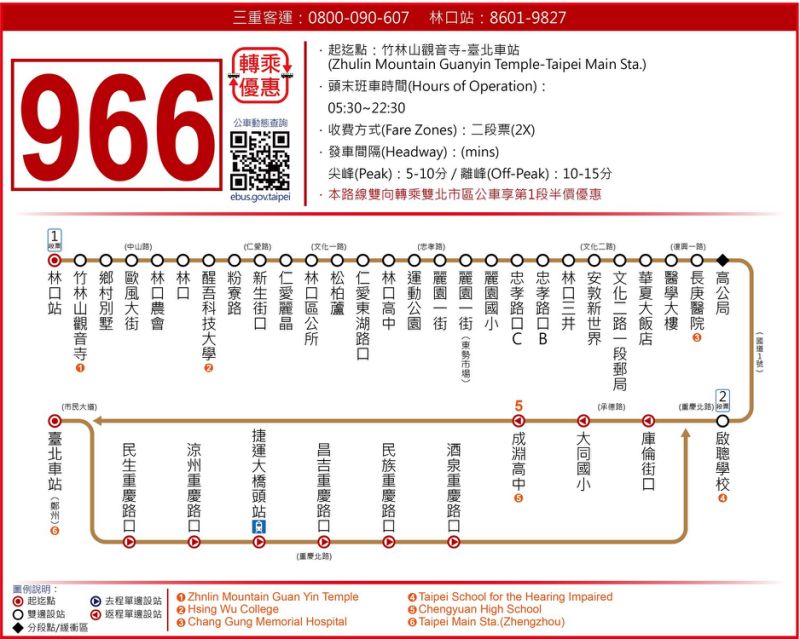 三重客運：0800-090-607 林口站：8601-9827
966
轉乘
優惠
公車動態查詢
ebus.gov.taipei
· 起迄點：竹林山觀音寺-臺北車站
(Zhulin Mountain Guanyin Temple-Taipei Main Sta.)
· 頭末班車時間(Hours of Operation)：
05:30~22:30
· 收費方式(Fare Zones)：二段票(2X)
· 發車間隔(Headway)：(mins)
尖峰(Peak)：5-10分 / 離峰(Off-Peak)：10-15分
· 本路線雙向轉乘雙北市區公車享第1段半價優惠
1
段票
(中山路)
(仁愛路)
(文化一路)
(忠孝路)
(文化二路)
(復興一路)
林口站
竹林山觀音寺 1
鄉村別墅
歐風大街
林口農會
林口
醒吾科技大學 2
粉寮路
新生街口
仁愛麗晶
林口區公所
松柏蘆
仁愛東湖路口
林口高中
運動公園
麗園一街
麗園一街(東勢市場)
麗園國小
忠孝路口C
忠孝路口B
林口三井
安敦新世界
文化二路一段郵局
華夏大飯店
醫學大樓
長庚醫院 3
高公局
(國道1號)
2
段票
(重慶北路)
啟聰學校 4
庫倫街口
(承德路)
大同國小
5
成淵高中 5
(市民大道)
臺北車站(鄭州) 6
民生重慶路口
涼州重慶路口
捷運大橋頭站
昌吉重慶路口
民族重慶路口
酒泉重慶路口
(重慶北路)
圖例說明：
起迄點 去程單邊設站
雙邊設站 返程單邊設站
分段點/緩衝區
1 Zhnlin Mountain Guan Yin Temple
2 Hsing Wu College
3 Chang Gung Memorial Hospital
4 Taipei School for the Hearing Impaired
5 Chengyuan High School
6 Taipei Main Sta.(Zhengzhou)